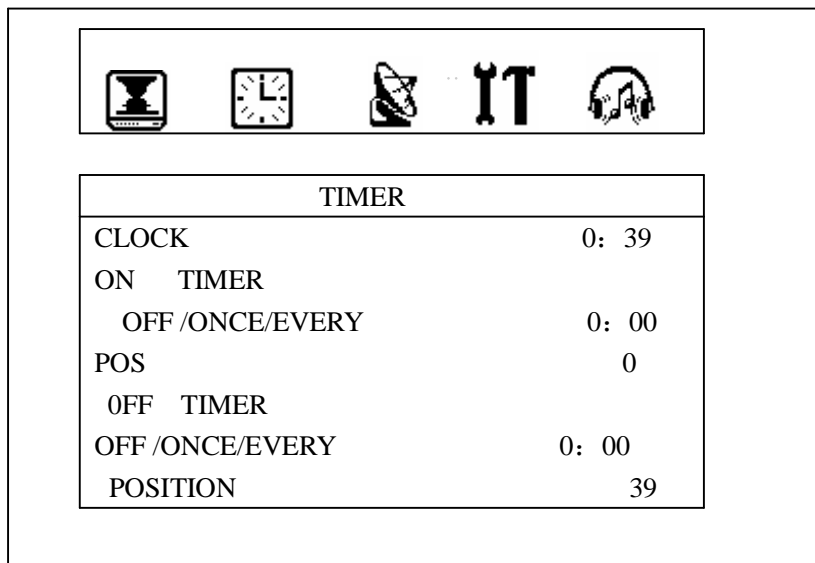 TIMER
CLOCK 0：39
ON TIMER
OFF /ONCE/EVERY 0：00
POS 0
0FF TIMER
OFF /ONCE/EVERY 0：00
POSITION 39